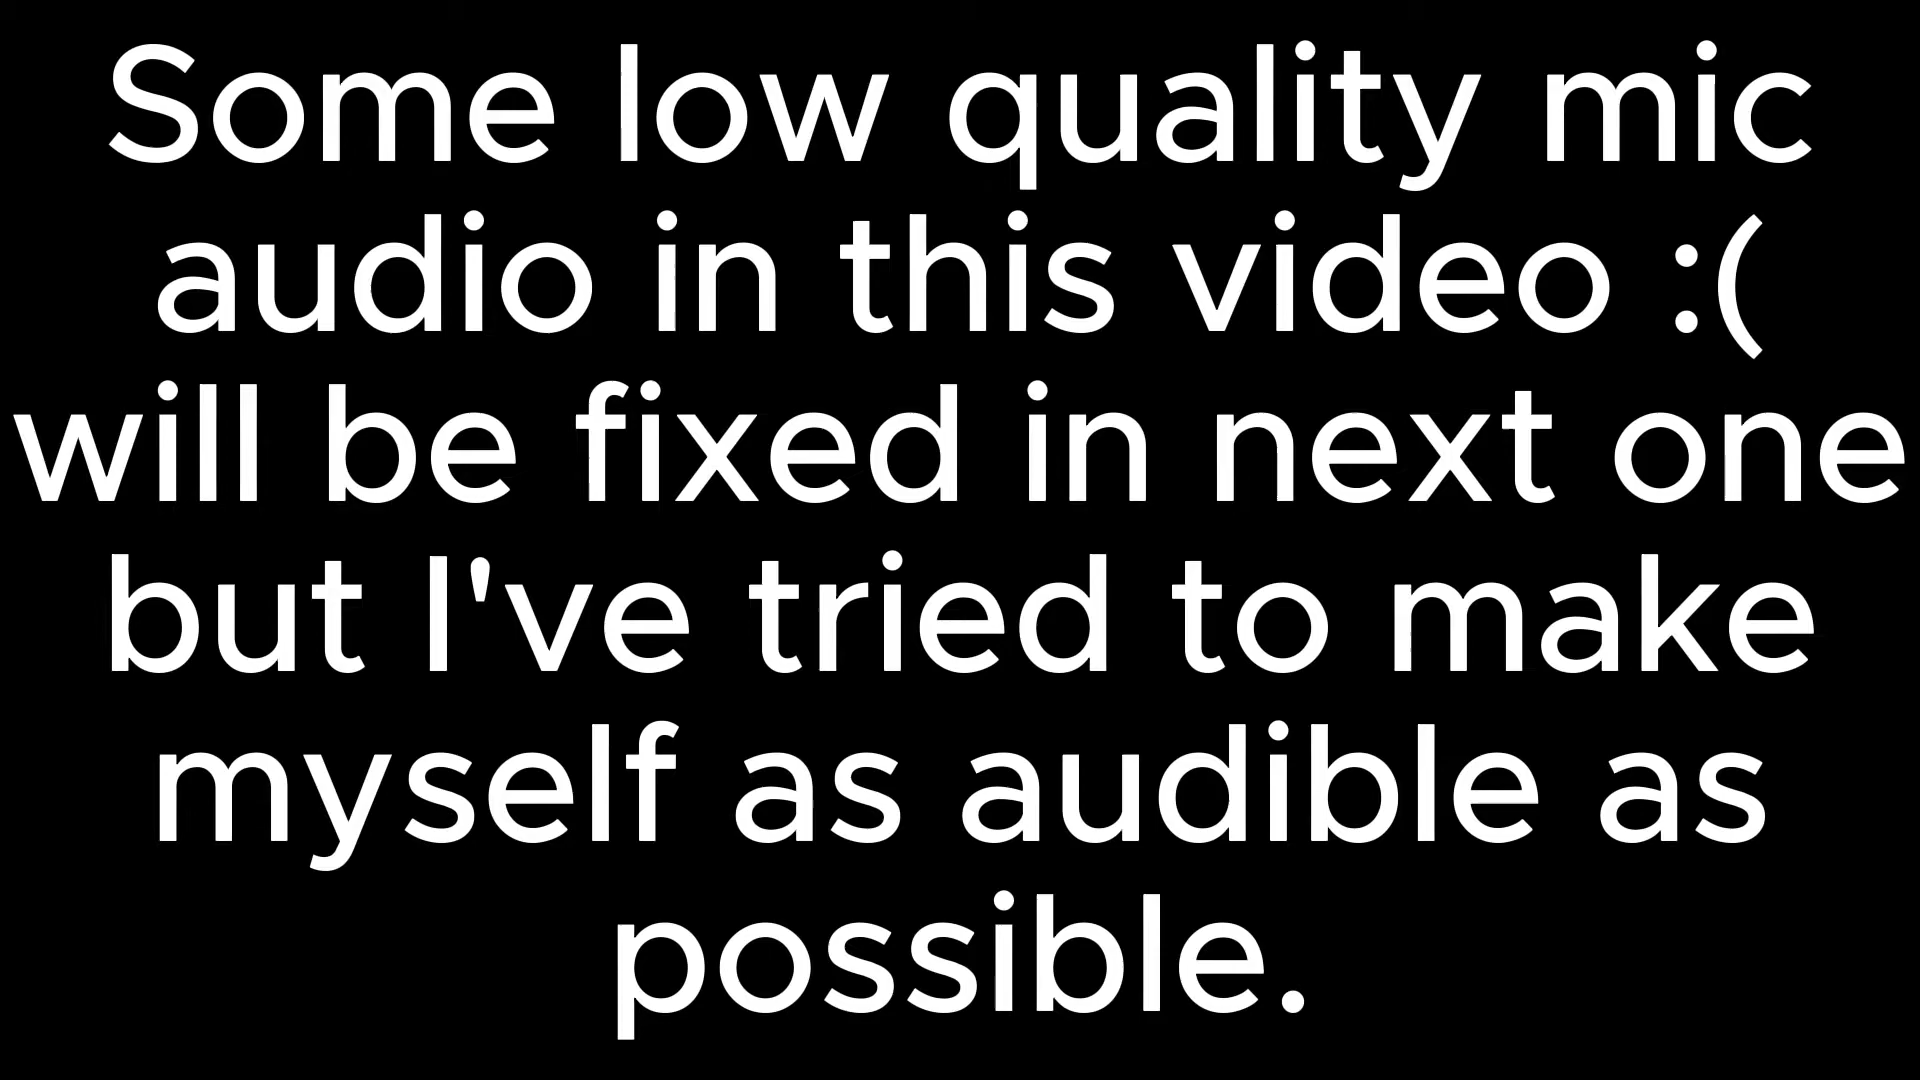 Some low quality mic
audio in this video :(
will be fixed in next one
but I've tried to make
myself as audible as
possible.